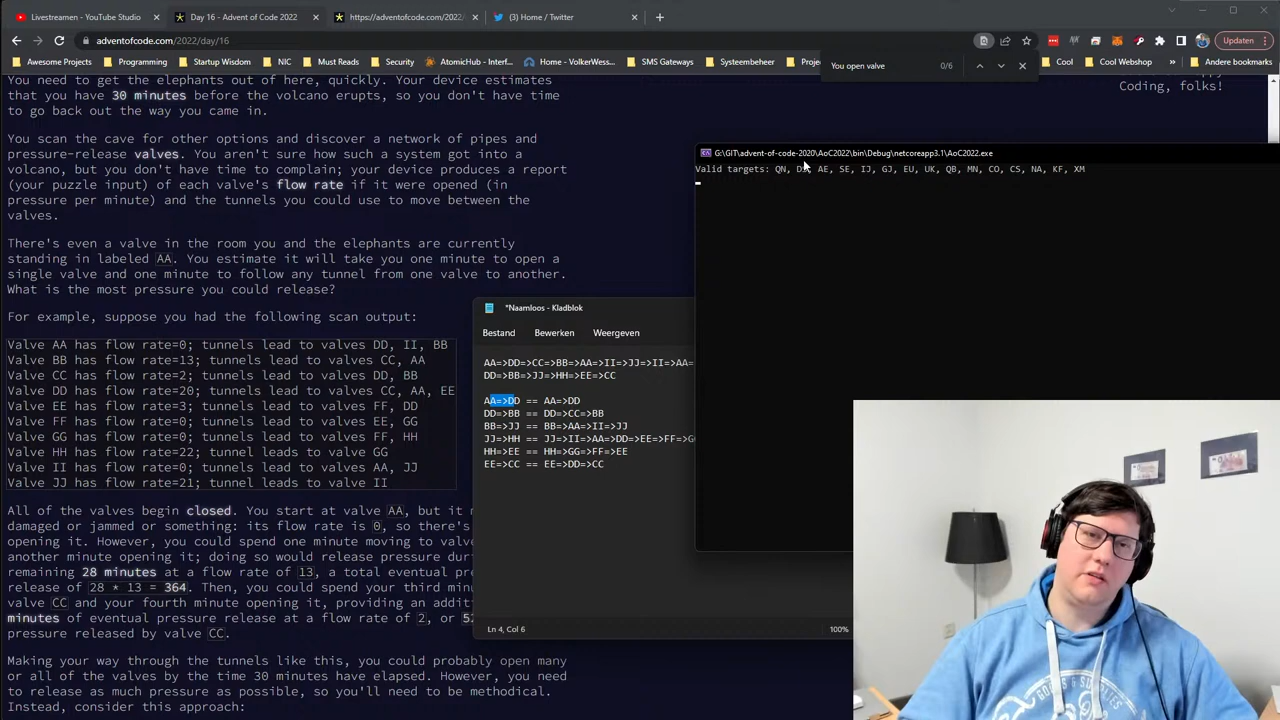 Livestreamen - YouTube Studio
Day 16 - Advent of Code 2022
https://adventofcode.com/2022/
(3) Home / Twitter
adventofcode.com/2022/day/16
Updaten
Awesome Projects
Programming
Startup Wisdom
NIC
Must Reads
Security
AtomicHub - Interf...
Home - VolkerWess...
SMS Gateways
Systeembeheer
Cool
Cool Webshop
»
Andere bookmarks
You open valve
0/6
Coding, folks!
You need to get the elephants out of here, quickly. Your device estimates
that you have 30 minutes before the volcano erupts, so you don't have time
to go back out the way you came in.
You scan the cave for other options and discover a network of pipes and
pressure-release valves. You aren't sure how such a system got into a
volcano, but you don't have time to complain; your device produces a report
(your puzzle input) of each valve's flow rate if it were opened (in
pressure per minute) and the tunnels you could use to move between the
valves.
There's even a valve in the room you and the elephants are currently
standing in labeled AA. You estimate it will take you one minute to open a
single valve and one minute to follow any tunnel from one valve to another.
What is the most pressure you could release?
For example, suppose you had the following scan output:
Valve AA has flow rate=0; tunnels lead to valves DD, II, BB
Valve BB has flow rate=13; tunnels lead to valves CC, AA
Valve CC has flow rate=2; tunnels lead to valves DD, BB
Valve DD has flow rate=20; tunnels lead to valves CC, AA, EE
Valve EE has flow rate=3; tunnels lead to valves FF, DD
Valve FF has flow rate=0; tunnels lead to valves EE, GG
Valve GG has flow rate=0; tunnels lead to valves FF, HH
Valve HH has flow rate=22; tunnel leads to valve GG
Valve II has flow rate=0; tunnels lead to valves AA, JJ
Valve JJ has flow rate=21; tunnel leads to valve II
All of the valves begin closed. You start at valve AA, but it
damaged or jammed or something: its flow rate is 0, so there's
opening it. However, you could spend one minute moving to valve
another minute opening it; doing so would release pressure
remaining 28 minutes at a flow rate of 13, a total eventual
release of 28 * 13 = 364. Then, you could spend your third
valve CC and your fourth minute opening it, providing an
minutes of eventual pressure release at a flow rate of 2, or
pressure released by valve CC.
Making your way through the tunnels like this, you could probably open many
or all of the valves by the time 30 minutes have elapsed. However, you need
to release as much pressure as possible, so you'll need to be methodical.
Instead, consider this approach:
*Naamloos - Kladblok
Bestand
Bewerken
Weergeven
AA=>DD=>CC=>BB=>AA=>II=>JJ=>II=>AA=
DD=>BB=>JJ=>HH=>EE=>CC
AA=>DD == AA=>DD
DD=>BB == DD=>CC=>BB
BB=>JJ == BB=>AA=>II=>JJ
JJ=>HH == JJ=>II=>AA=>DD=>EE=>FF=>
HH=>EE == HH=>GG=>FF=>EE
EE=>CC == EE=>DD=>CC
Ln 4, Col 6
100%
G:\GIT\advent-of-code-2020\AoC2022\bin\Debug\netcoreapp3.1\AoC2022.exe
Valid targets: QN, AE, SE, IJ, GJ, EU, UK, QB, MN, CO, CS, NA, KF, XM